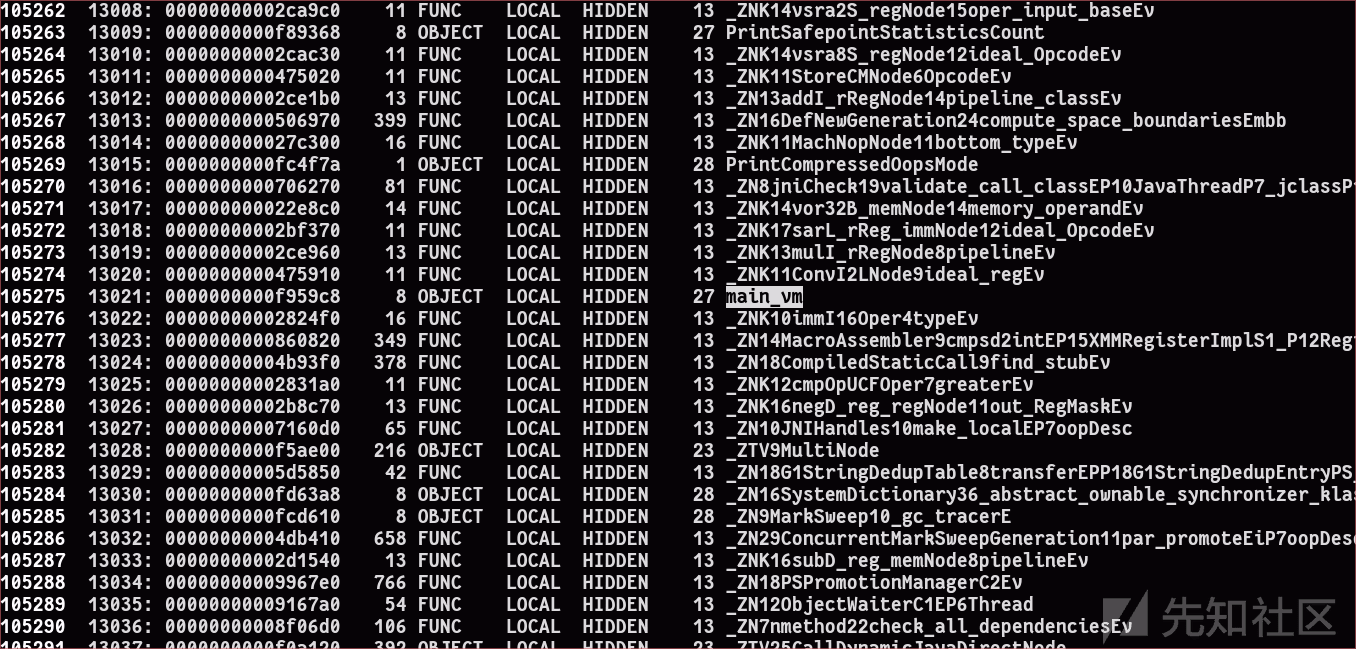 105262 13008: 00000000002ca9c0 11 FUNC LOCAL HIDDEN 13 _ZNK14vsra2S_regNode15oper_input_baseEv
105263 13009: 0000000000f89368 8 OBJECT LOCAL HIDDEN 27 PrintSafepointStatisticsCount
105264 13010: 00000000002cac30 11 FUNC LOCAL HIDDEN 13 _ZNK14vsra8S_regNode12ideal_OpcodeEv
105265 13011: 0000000000475020 11 FUNC LOCAL HIDDEN 13 _ZNK11StoreCMNode6OpcodeEv
105266 13012: 00000000002ce1b0 13 FUNC LOCAL HIDDEN 13 _ZN13addI_rRegNode14pipeline_classEv
105267 13013: 0000000000506970 399 FUNC LOCAL HIDDEN 13 _ZN16DefNewGeneration24compute_space_boundariesEmbb
105268 13014: 000000000027c300 16 FUNC LOCAL HIDDEN 13 _ZNK11MachNopNode11bottom_typeEv
105269 13015: 0000000000fc4f7a 1 OBJECT LOCAL HIDDEN 28 PrintCompressedOopsMode
105270 13016: 0000000000706270 81 FUNC LOCAL HIDDEN 13 _ZN8jniCheck19validate_call_classEP10JavaThreadP7_jclassP
105271 13017: 000000000022e8c0 14 FUNC LOCAL HIDDEN 13 _ZNK14vor32B_memNode14memory_operandEv
105272 13018: 00000000002bf370 11 FUNC LOCAL HIDDEN 13 _ZNK17sarL_rReg_immNode12ideal_OpcodeEv
105273 13019: 00000000002ce960 13 FUNC LOCAL HIDDEN 13 _ZNK13mulI_rRegNode8pipelineEv
105274 13020: 0000000000475910 11 FUNC LOCAL HIDDEN 13 _ZNK11ConvI2LNode9ideal_regEv
105275 13021: 0000000000f959c8 8 OBJECT LOCAL HIDDEN 27 main_vm
105276 13022: 00000000002824f0 16 FUNC LOCAL HIDDEN 13 _ZNK10immI16Oper4typeEv
105277 13023: 0000000000860820 349 FUNC LOCAL HIDDEN 13 _ZN14MacroAssembler9cmpsd2intEP15XMMRegisterImplS1_P12Reg
105278 13024: 00000000004b93f0 378 FUNC LOCAL HIDDEN 13 _ZN18CompiledStaticCall9find_stubEv
105279 13025: 00000000002831a0 11 FUNC LOCAL HIDDEN 13 _ZNK12cmpOpUCFOper7greaterEv
105280 13026: 00000000002b8c70 13 FUNC LOCAL HIDDEN 13 _ZNK16negD_reg_regNode11out_RegMaskEv
105281 13027: 00000000007160d0 65 FUNC LOCAL HIDDEN 13 _ZN10JNIHandles10make_localEP7oopDesc
105282 13028: 0000000000f5ae00 216 OBJECT LOCAL HIDDEN 23 _ZTV9MultiNode
105283 13029: 00000000005d5850 42 FUNC LOCAL HIDDEN 13 _ZN18G1StringDedupTable8transferEPP18G1StringDedupEntryPS_
105284 13030: 0000000000fd63a8 8 OBJECT LOCAL HIDDEN 28 _ZN16SystemDictionary36_abstract_ownable_synchronizer_kla
105285 13031: 0000000000fcd610 8 OBJECT LOCAL HIDDEN 28 _ZN9MarkSweep10_gc_tracerE
105286 13032: 00000000004db410 658 FUNC LOCAL HIDDEN 13 _ZN29ConcurrentMarkSweepGeneration11par_promoteEiP7oopDes
105287 13033: 00000000002d1540 13 FUNC LOCAL HIDDEN 13 _ZNK16subD_reg_memNode8pipelineEv
105288 13034: 00000000009967e0 766 FUNC LOCAL HIDDEN 13 _ZN18PSPromotionManagerC2Ev
105289 13035: 00000000009167a0 54 FUNC LOCAL HIDDEN 13 _ZN12ObjectWaiterC1EP6Thread
105290 13036: 00000000008f06d0 106 FUNC LOCAL HIDDEN 13 _ZN7nmethod22check_all_dependenciesEv
105291 13037: 0000000000f0a120 392 OBJECT LOCAL HIDDEN 23 _ZTV25CallDynamicJavaDirectNode
先知社区